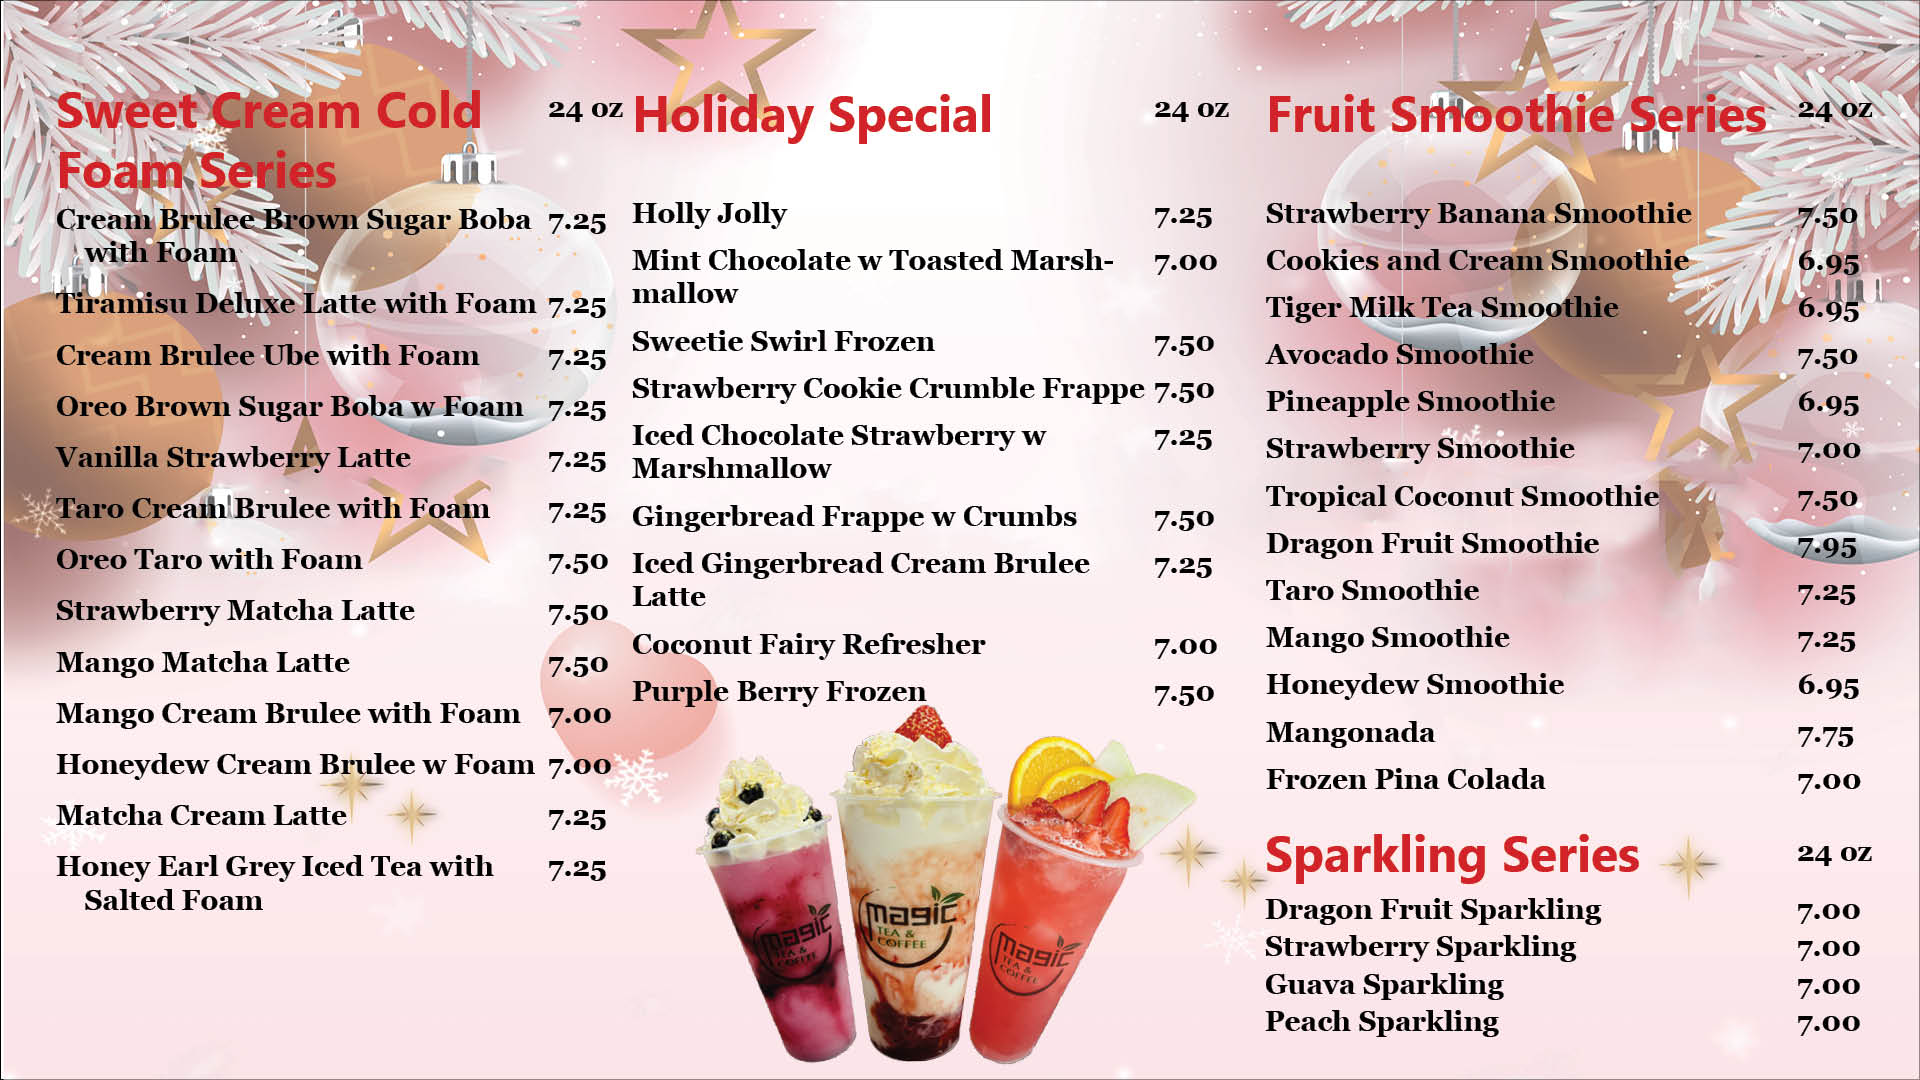 Sweet Cream Cold
Foam Series
24 oz
Cream Brulee Brown Sugar Boba 7.25
with Foam
Tiramisu Deluxe Latte with Foam 7.25
Cream Brulee Ube with Foam 7.25
Oreo Brown Sugar Boba w Foam 7.25
Vanilla Strawberry Latte 7.25
Taro Cream Brulee with Foam 7.25
Oreo Taro with Foam 7.50
Strawberry Matcha Latte 7.50
Mango Matcha Latte 7.50
Mango Cream Brulee with Foam 7.00
Honeydew Cream Brulee w Foam 7.00
Matcha Cream Latte 7.25
Honey Earl Grey Iced Tea with 7.25
Salted Foam
Holiday Special 24 oz
Holly Jolly 7.25
Mint Chocolate w Toasted Marsh- 7.00
mallow
Sweetie Swirl Frozen 7.50
Strawberry Cookie Crumble Frappe 7.50
Iced Chocolate Strawberry w 7.25
Marshmallow
Gingerbread Frappe w Crumbs 7.50
Iced Gingerbread Cream Brulee 7.25
Latte
Coconut Fairy Refresher 7.00
Purple Berry Frozen 7.50
magic
TEA &
COFFEE
magic
TEA &
COFFEE
magic
TEA &
COFFEE
Fruit Smoothie Series 24 oz
Strawberry Banana Smoothie 7.50
Cookies and Cream Smoothie 6.95
Tiger Milk Tea Smoothie 6.95
Avocado Smoothie 7.50
Pineapple Smoothie 6.95
Strawberry Smoothie 7.00
Tropical Coconut Smoothie 7.50
Dragon Fruit Smoothie 7.95
Taro Smoothie 7.25
Mango Smoothie 7.25
Honeydew Smoothie 6.95
Mangonada 7.75
Frozen Pina Colada 7.00
Sparkling Series 24 oz
Dragon Fruit Sparkling 7.00
Strawberry Sparkling 7.00
Guava Sparkling 7.00
Peach Sparkling 7.00